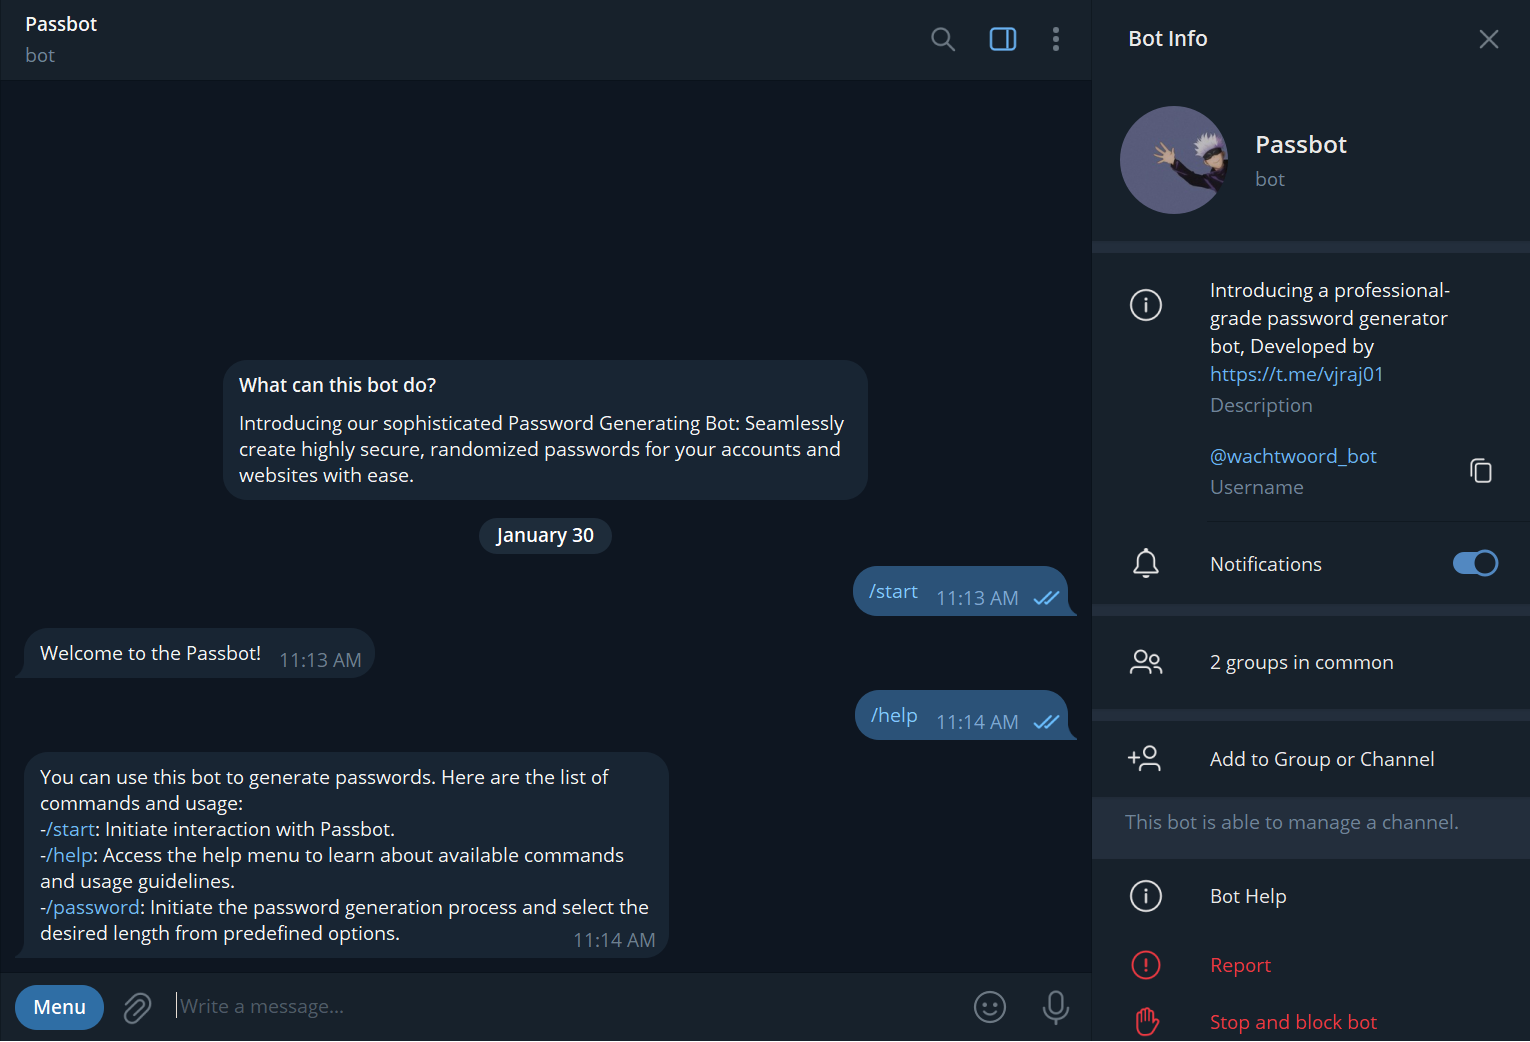 Passbot
bot
What can this bot do?
Introducing our sophisticated Password Generating Bot: Seamlessly
create highly secure, randomized passwords for your accounts and
websites with ease.
January 30
/start 11:13 AM
Welcome to the Passbot! 11:13 AM
/help 11:14 AM
You can use this bot to generate passwords. Here are the list of
commands and usage:
-/start: Initiate interaction with Passbot.
-/help: Access the help menu to learn about available commands
and usage guidelines.
-/password: Initiate the password generation process and select the
desired length from predefined options. 11:14 AM
Menu
Write a message...
Bot Info
Passbot
bot
Introducing a professional-
grade password generator
bot, Developed by
https://t.me/vjraj01
Description
@wachtwoord_bot
Username
Notifications
2 groups in common
Add to Group or Channel
This bot is able to manage a channel.
Bot Help
Report
Stop and block bot